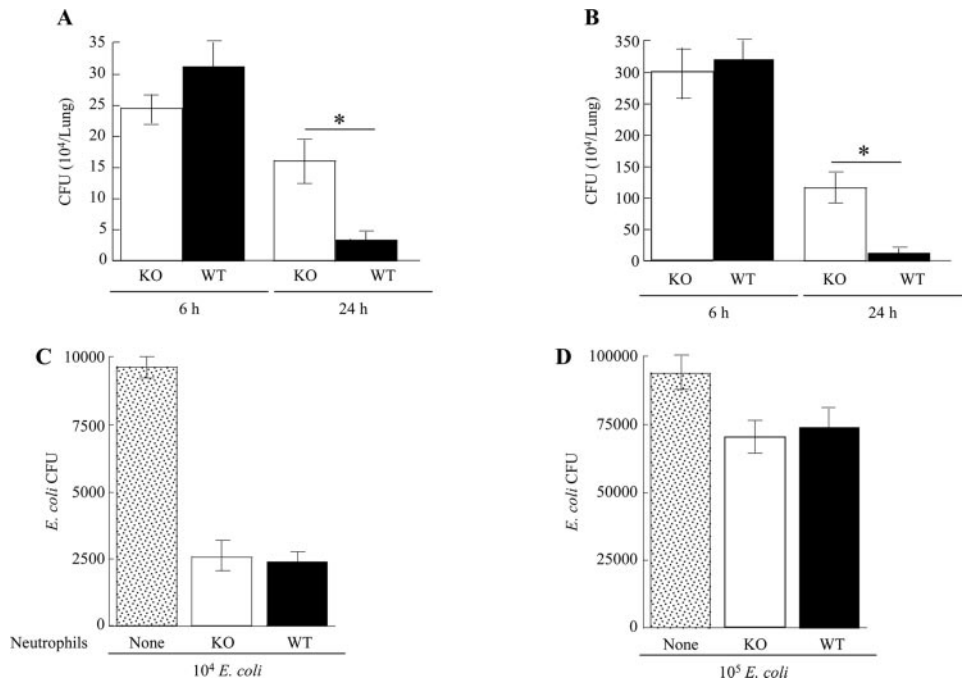 A
CFU (10⁴/Lung)
35
30
25
20
15
10
5
0
*
KO WT KO WT
6 h 24 h
B
CFU (10⁴/Lung)
350
300
250
200
150
100
50
0
*
KO WT KO WT
6 h 24 h
C
E. coli CFU
10000
7500
5000
2500
0
Neutrophils None KO WT
10⁴ E. coli
D
E. coli CFU
100000
75000
50000
25000
0
None KO WT
10⁵ E. coli